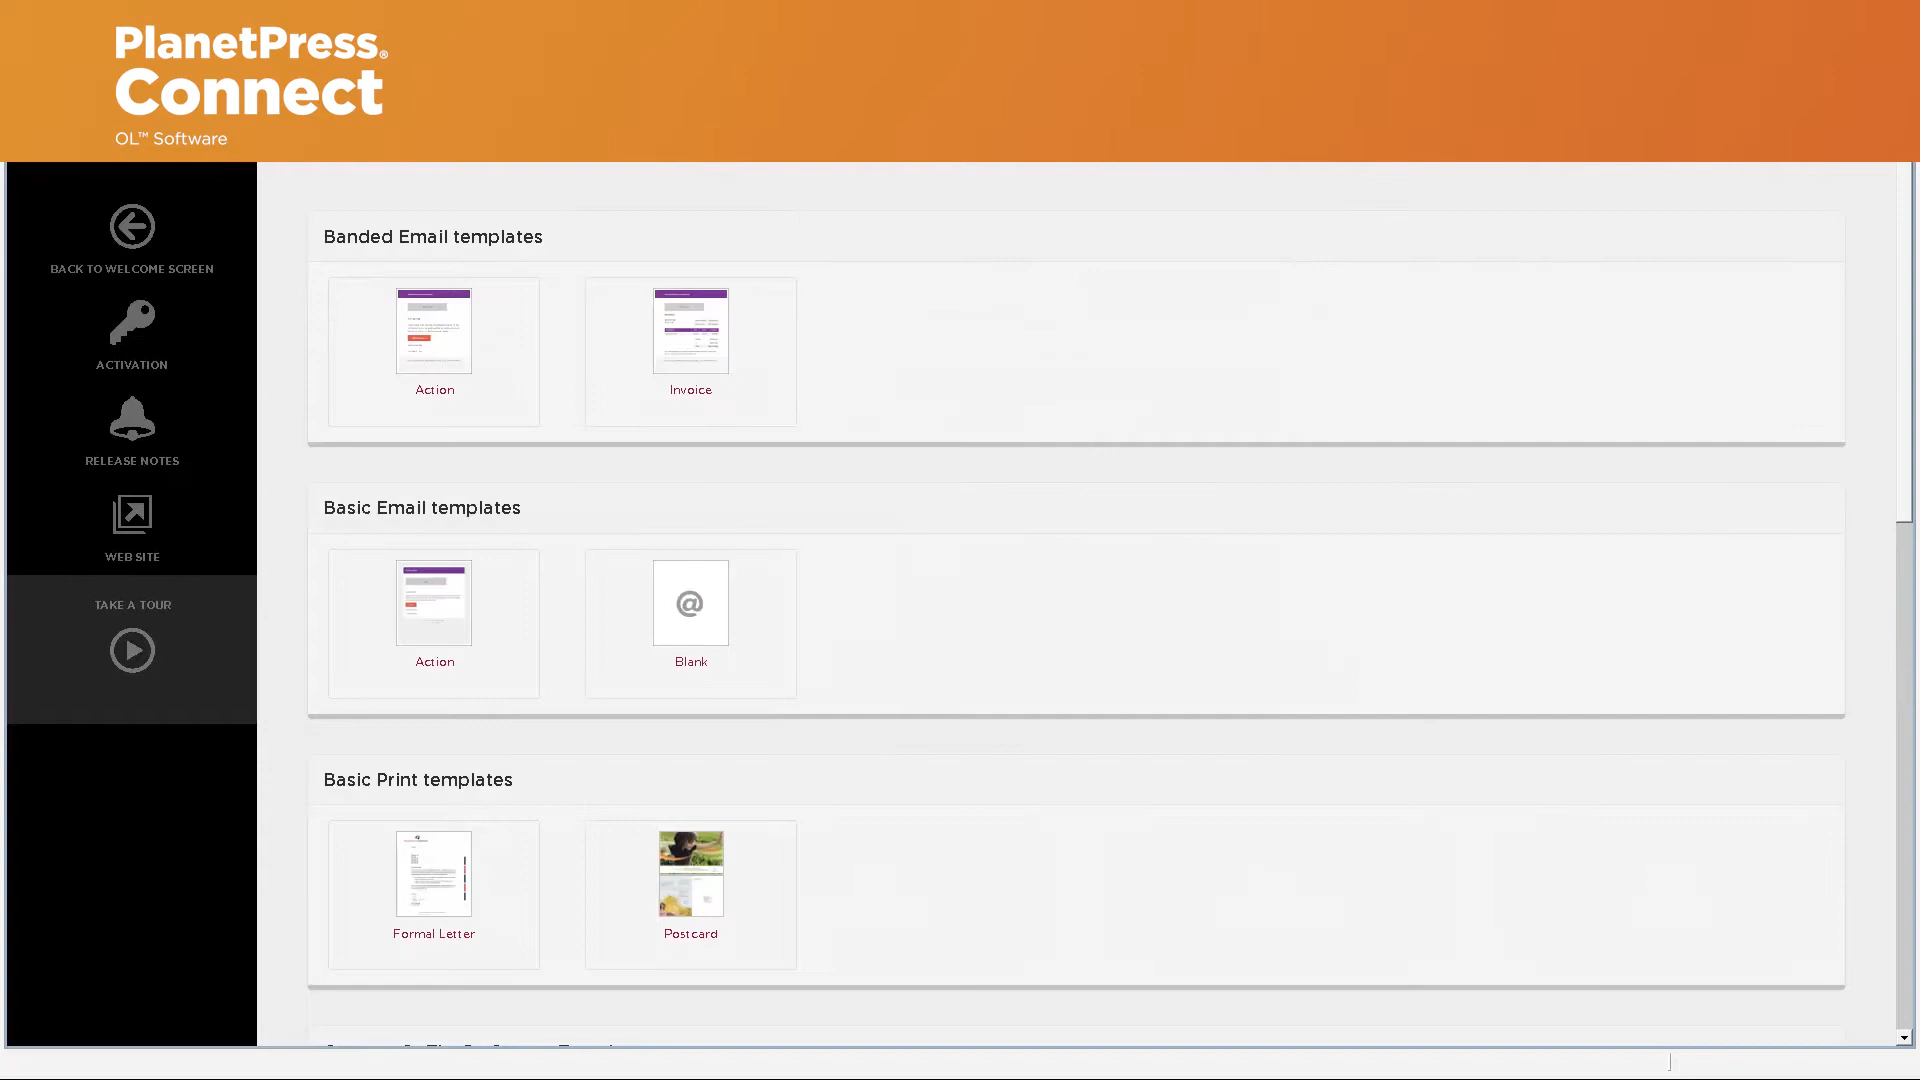 PlanetPress®
Connect
OL™ Software
BACK TO WELCOME SCREEN
ACTIVATION
RELEASE NOTES
WEB SITE
TAKE A TOUR
Banded Email templates
Action
Invoice
Basic Email templates
Action
@
Blank
Basic Print templates
Formal Letter
Postcard